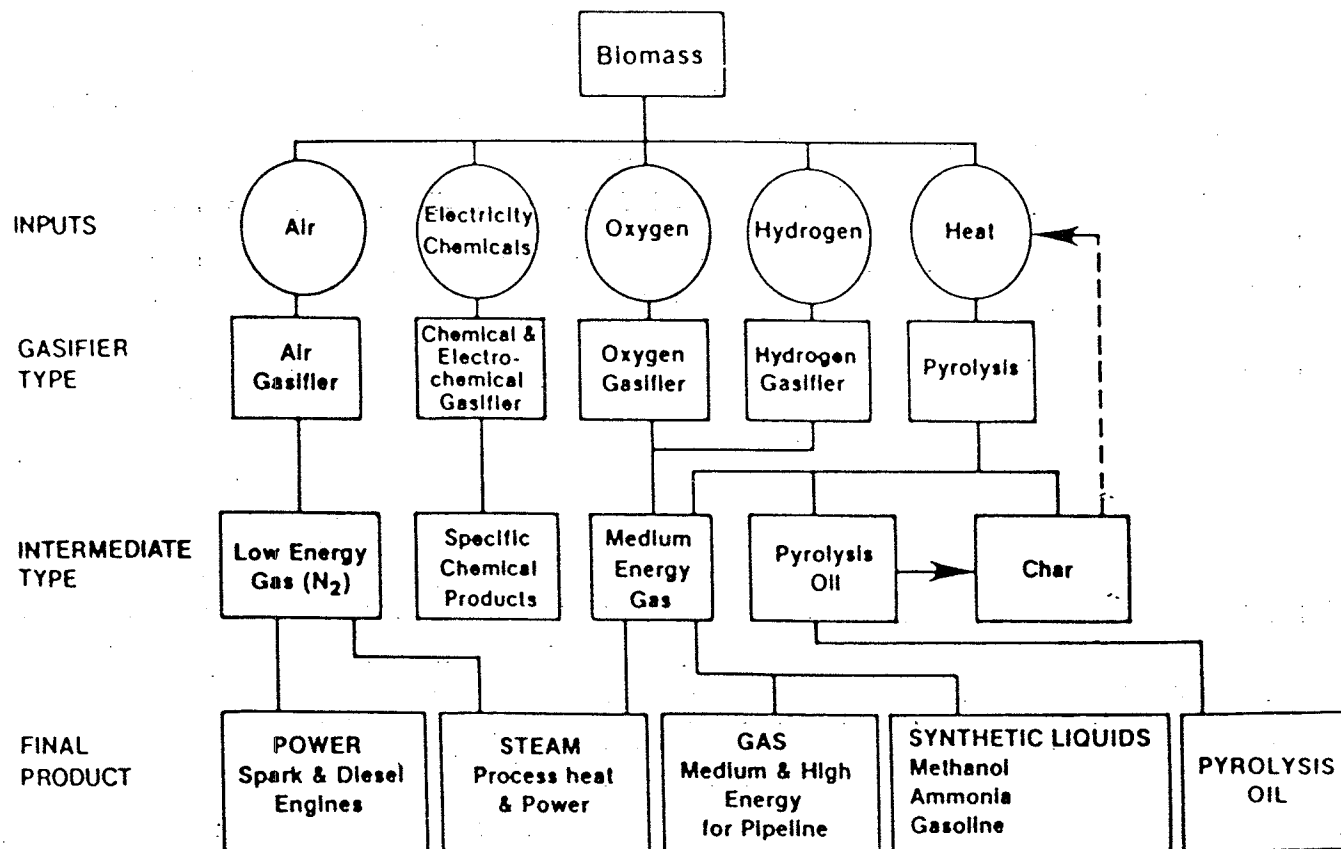 Biomass
INPUTS
Air
Electricity
Chemicals
Oxygen
Hydrogen
Heat
GASIFIER
TYPE
Air
Gasifier
Chemical &
Electro-
chemical
Gasifier
Oxygen
Gasifier
Hydrogen
Gasifier
Pyrolysis
INTERMEDIATE
TYPE
Low Energy
Gas (N₂)
Specific
Chemical
Products
Medium
Energy
Gas
Pyrolysis
Oil
Char
FINAL
PRODUCT
POWER
Spark & Diesel
Engines
STEAM
Process heat
& Power
GAS
Medium & High
Energy
for Pipeline
SYNTHETIC LIQUIDS
Methanol
Ammonia
Gasoline
PYROLYSIS
OIL